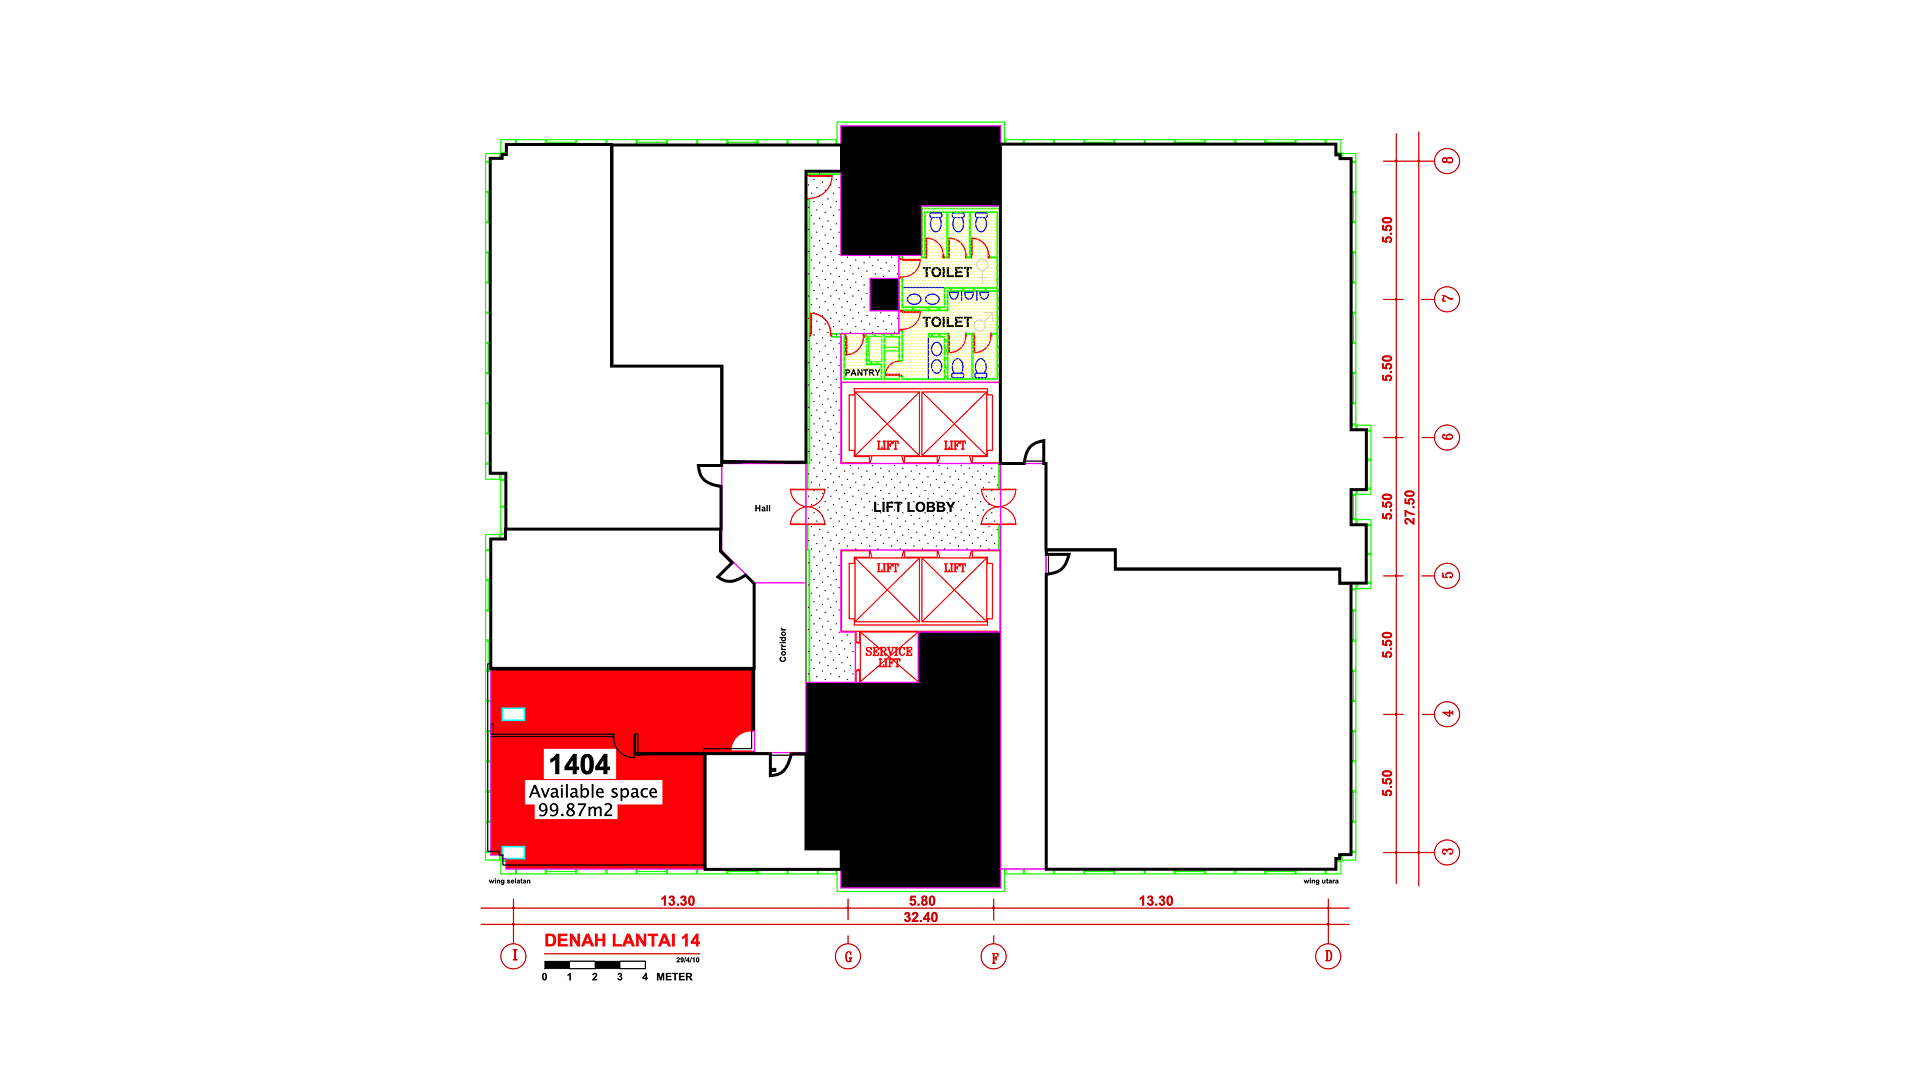 8
5.50
TOILET
7
TOILET
5.50
PANTRY
6
LIFT
LIFT
Hall
LIFT LOBBY
5.50
27.50
LIFT
LIFT
5
Corridor
SERVICE
LIFT
5.50
4
1404
Available space
99.87m2
5.50
3
wing selatan
wing utara
13.30
5.80
13.30
32.40
DENAH LANTAI 14
29/4/10
I
G
F
D
0 1 2 3 4 METER